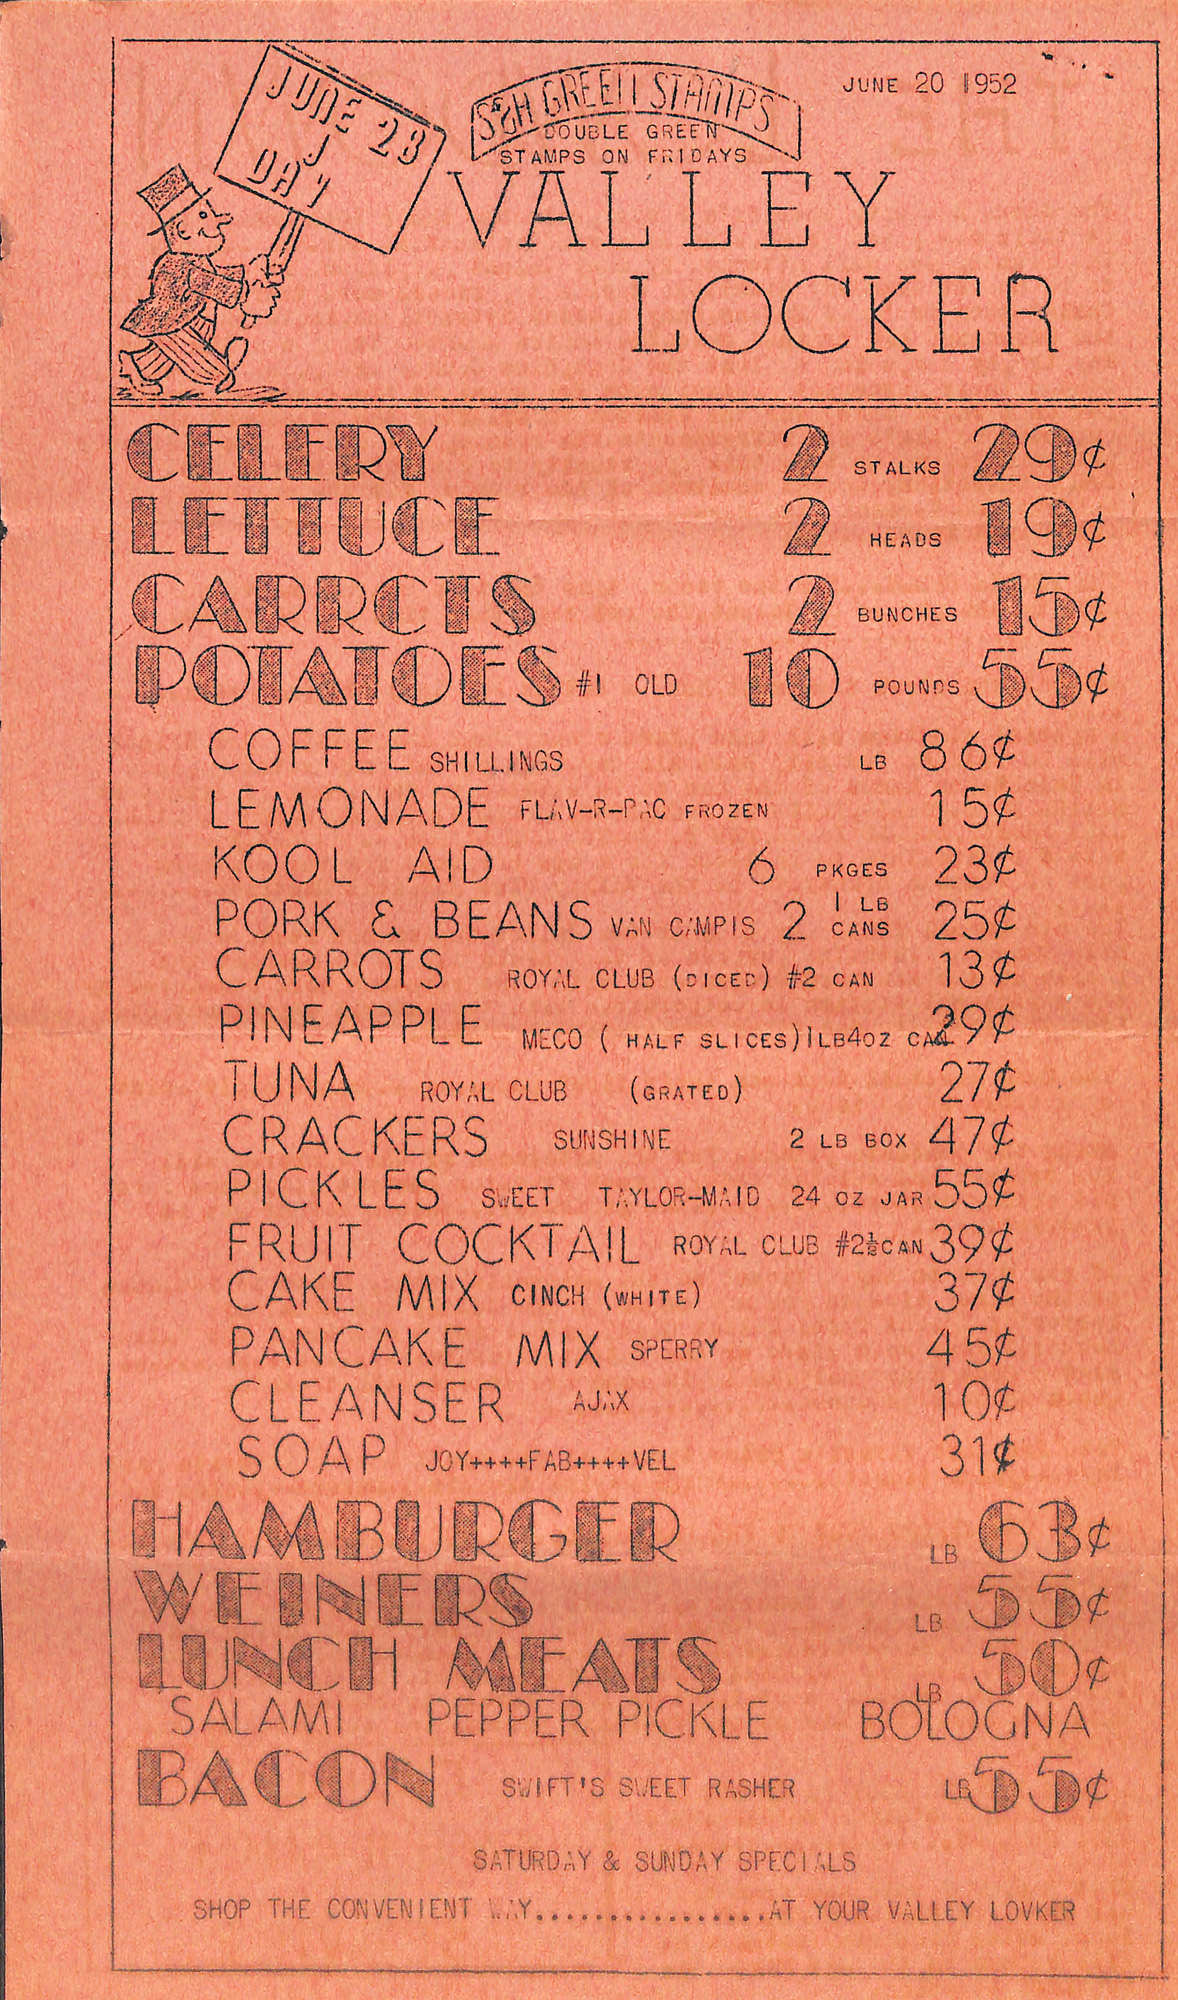 JUNE 28
J
DAY
S&H GREEN STAMPS
DOUBLE GREEN
STAMPS ON FRIDAYS
JUNE 20 1952
VALLEY
LOCKER
CELERY 2 STALKS 29¢
LETTUCE 2 HEADS 19¢
CARRCTS 2 BUNCHES 15¢
POTATOES #1 OLD 10 POUNDS 55¢
COFFEE SHILLINGS LB 86¢
LEMONADE FLAV-R-PAC FROZEN 15¢
KOOL AID 6 PKGES 23¢
PORK & BEANS VAN CAMPIS 2 1 LB CANS 25¢
CARROTS ROYAL CLUB (DICED) #2 CAN 13¢
PINEAPPLE MECO ( HALF SLICES) 1LB4OZ CAN 29¢
TUNA ROYAL CLUB (GRATED) 27¢
CRACKERS SUNSHINE 2 LB BOX 47¢
PICKLES SWEET TAYLOR-MAID 24 OZ JAR 55¢
FRUIT COCKTAIL ROYAL CLUB #2½CAN 39¢
CAKE MIX CINCH (WHITE) 37¢
PANCAKE MIX SPERRY 45¢
CLEANSER AJAX 10¢
SOAP JOY++++FAB++++VEL 31¢
HAMBURGER LB 63¢
WEINERS LB 55¢
LUNCH MEATS LB 50¢
SALAMI PEPPER PICKLE BOLOGNA
BACON SWIFT'S SWEET RASHER LB 55¢
SATURDAY & SUNDAY SPECIALS
SHOP THE CONVENIENT WAY................AT YOUR VALLEY LOVKER